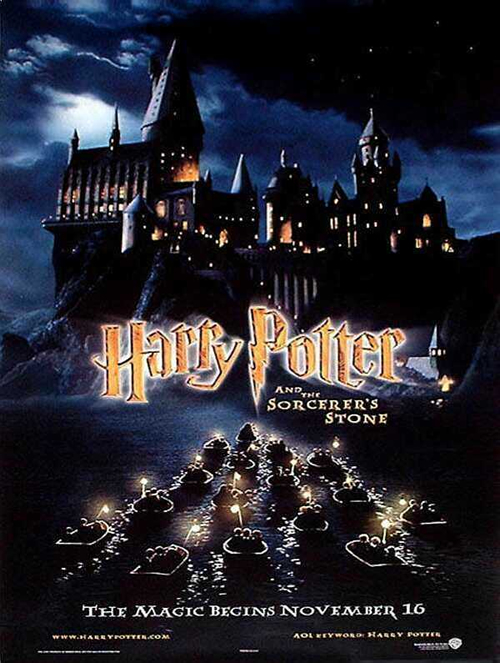 Harry Potter
AND THE
SORCERER'S
STONE
THE MAGIC BEGINS NOVEMBER 16
WWW.HARRYPOTTER.COM
AOL KEYWORD: HARRY POTTER